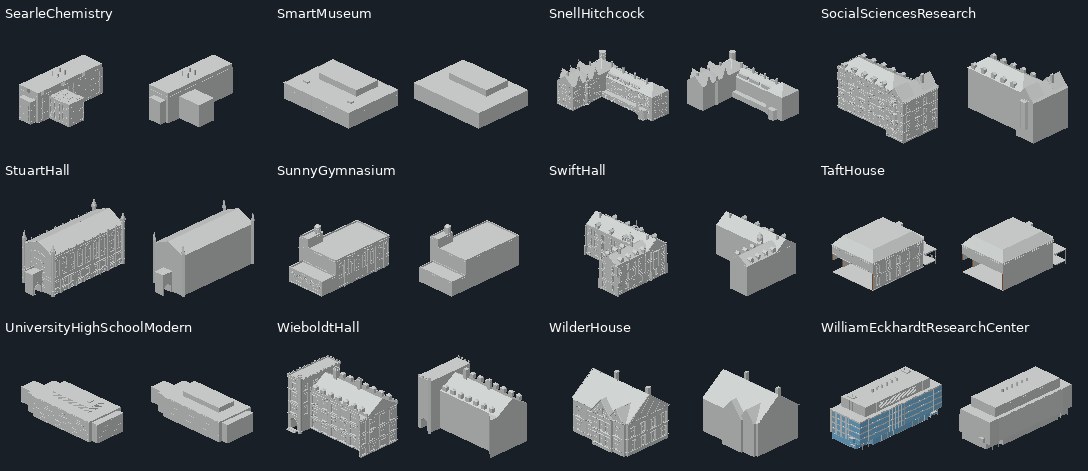 SearleChemistry
SmartMuseum
SnellHitchcock
SocialSciencesResearch
StuartHall
SunnyGymnasium
SwiftHall
TaftHouse
UniversityHighSchoolModern
WieboldtHall
WilderHouse
WilliamEckhardtResearchCenter